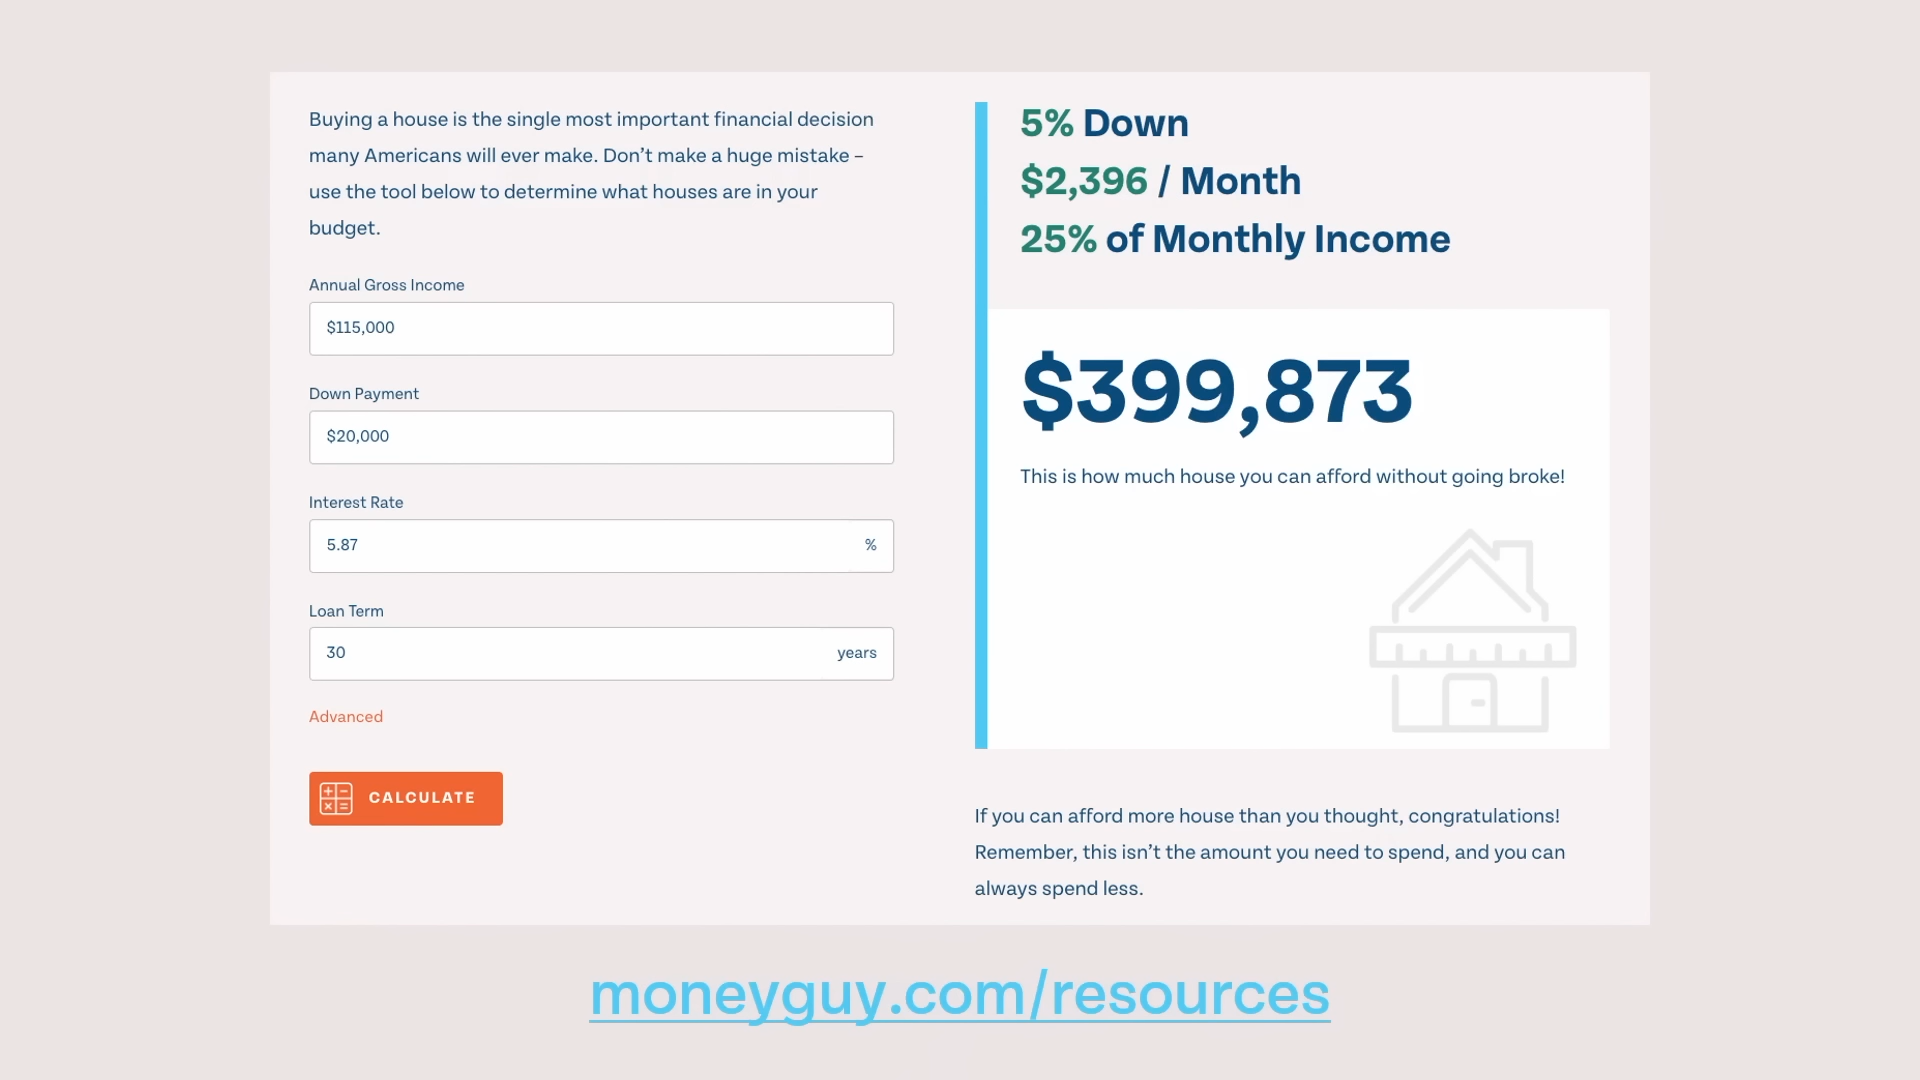 Buying a house is the single most important financial decision
many Americans will ever make. Don’t make a huge mistake –
use the tool below to determine what houses are in your
budget.
Annual Gross Income
$115,000
Down Payment
$20,000
Interest Rate
5.87 %
Loan Term
30 years
Advanced
CALCULATE
5% Down
$2,396 / Month
25% of Monthly Income
$399,873
This is how much house you can afford without going broke!
If you can afford more house than you thought, congratulations!
Remember, this isn’t the amount you need to spend, and you can
always spend less.
moneyguy.com/resources